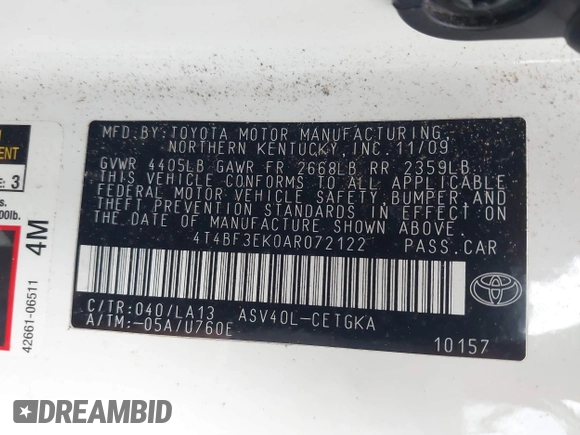 MFD. BY: TOYOTA MOTOR MANUFACTURING,
NORTHERN KENTUCKY, INC. 11/09
GVWR 4405LB GAWR FR 2668LB RR 2359LB
THIS VEHICLE CONFORMS TO ALL APPLICABLE
FEDERAL MOTOR VEHICLE SAFETY, BUMPER, AND
THEFT PREVENTION STANDARDS IN EFFECT ON
THE DATE OF MANUFACTURE SHOWN ABOVE.
4T4BF3EK0AR072122 PASS. CAR
C/TR: 040/LA13 ASV40L-CETGKA
A/TM: -05A/U760E
10157
TOYOTA
E: 3
4M
42661-06511
DREAMBID